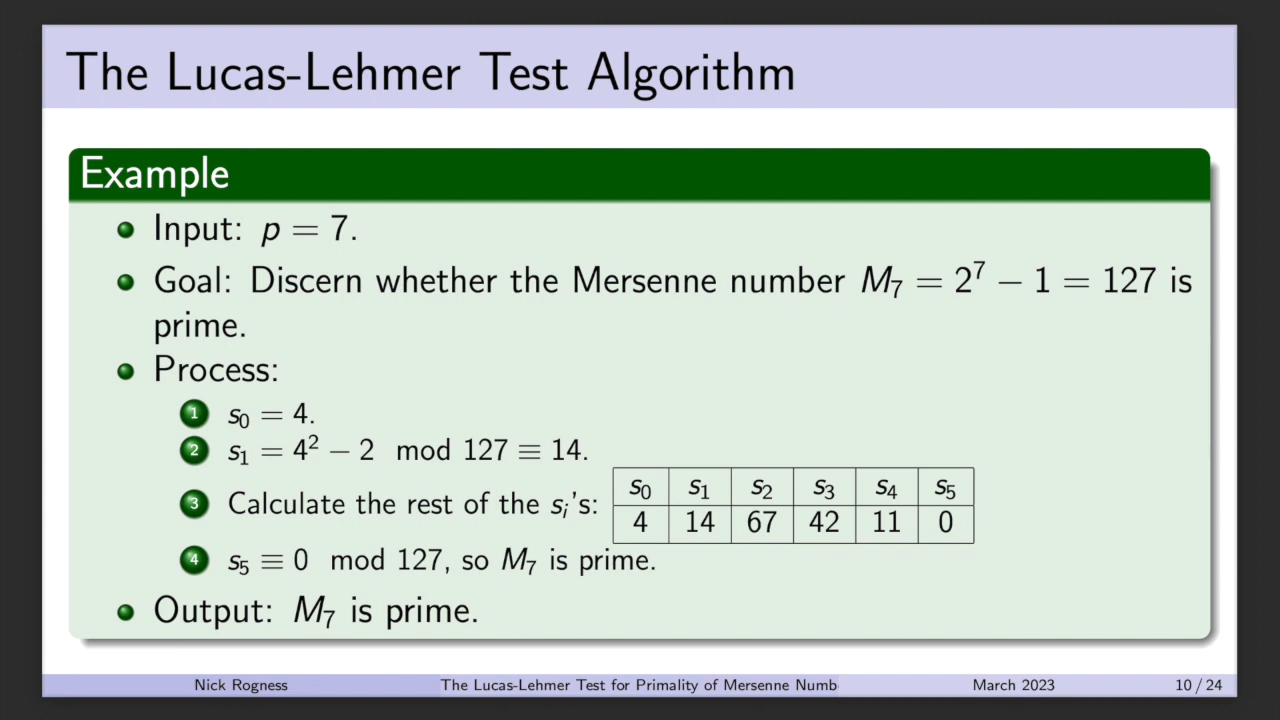 The Lucas-Lehmer Test Algorithm
Example
Input: p = 7.
Goal: Discern whether the Mersenne number M₇ = 2⁷ − 1 = 127 is
prime.
Process:
1 s₀ = 4.
2 s₁ = 4² − 2 mod 127 ≡ 14.
3 Calculate the rest of the sᵢ's:
s₀ s₁ s₂ s₃ s₄ s₅
4 14 67 42 11 0
4 s₅ ≡ 0 mod 127, so M₇ is prime.
Output: M₇ is prime.
Nick Rogness The Lucas-Lehmer Test for Primality of Mersenne Numb March 2023 10 / 24